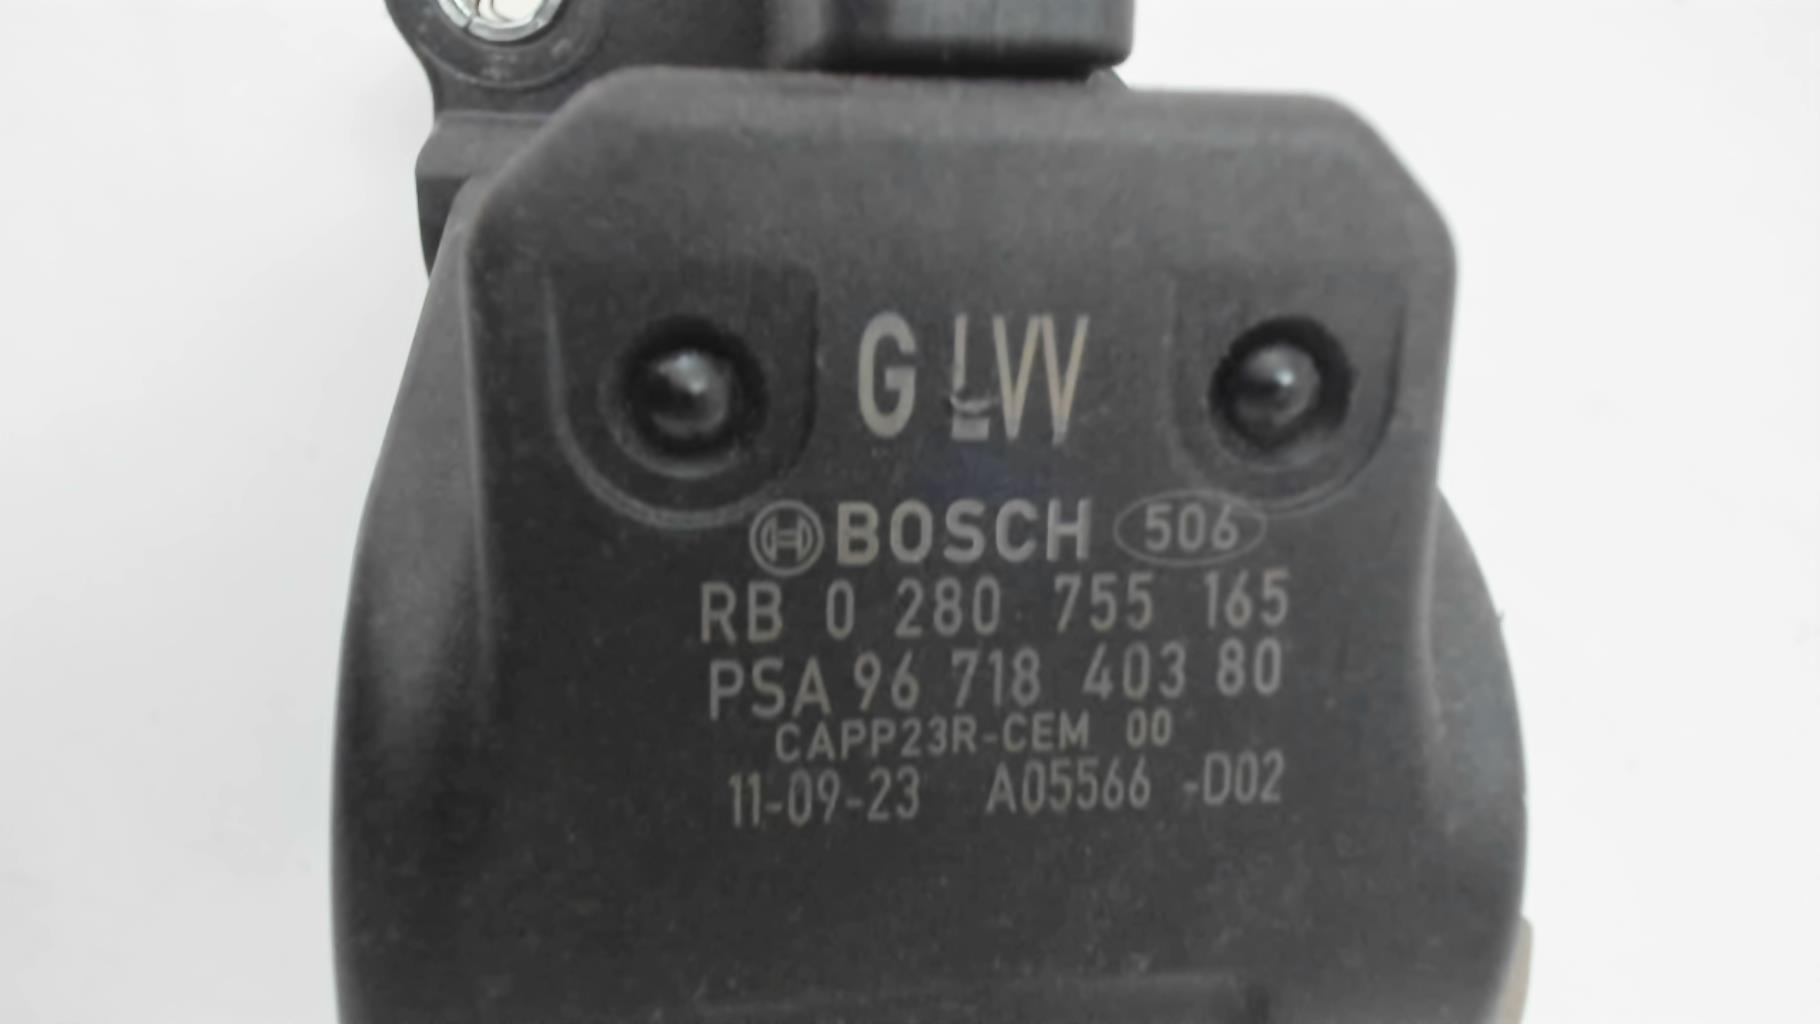 G LW
BOSCH 506
RB 0 280 755 165
PSA 96 718 403 80
CAPP23R-CEM 00
11-09-23 A05566 -D02